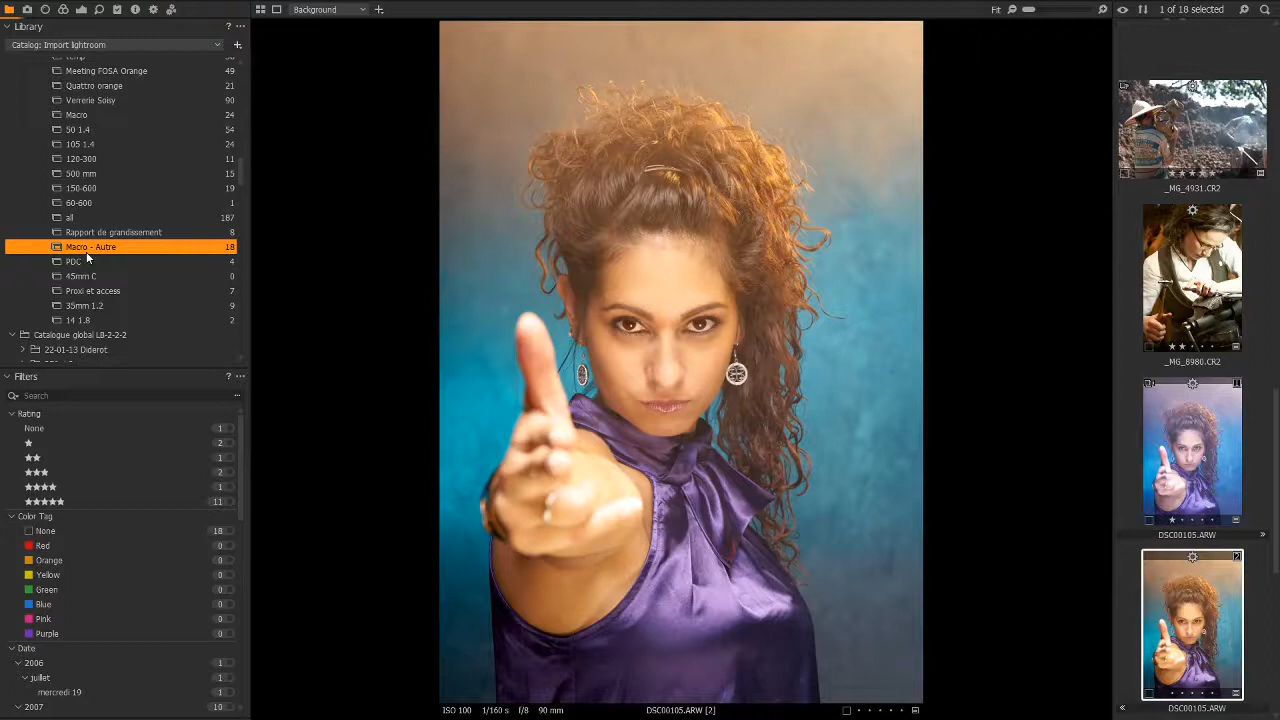 Background
Fit
1 of 18 selected
Library
Catalog: Import lightroom
Meeting FOSA Orange 49
Quattro orange 21
Verrerie Soisy 90
Macro 24
50 1.4 54
105 1.4 24
120-300 11
500 mm 15
150-600 19
60-600 1
all 187
Rapport de grandissement 8
Macro - Autre 18
PDC 4
45mm C 0
Proxi et access 7
35mm 1.2 9
14 1.8 2
Catalogue global LB-2-2-2
22-01-13 Diderot
Filters
Search
Rating
None 1
2
1
2
1
11
Color Tag
None 18
Red 0
Orange 0
Yellow 0
Green 0
Blue 0
Pink 0
Purple 0
Date
2006 1
juillet 1
mercredi 19 1
2007 10
ISO 100 1/160 s f/8 90 mm
DSC00105.ARW [2]
_MG_4931.CR2
_MG_8980.CR2
1
DSC00105.ARW
2
DSC00105.ARW